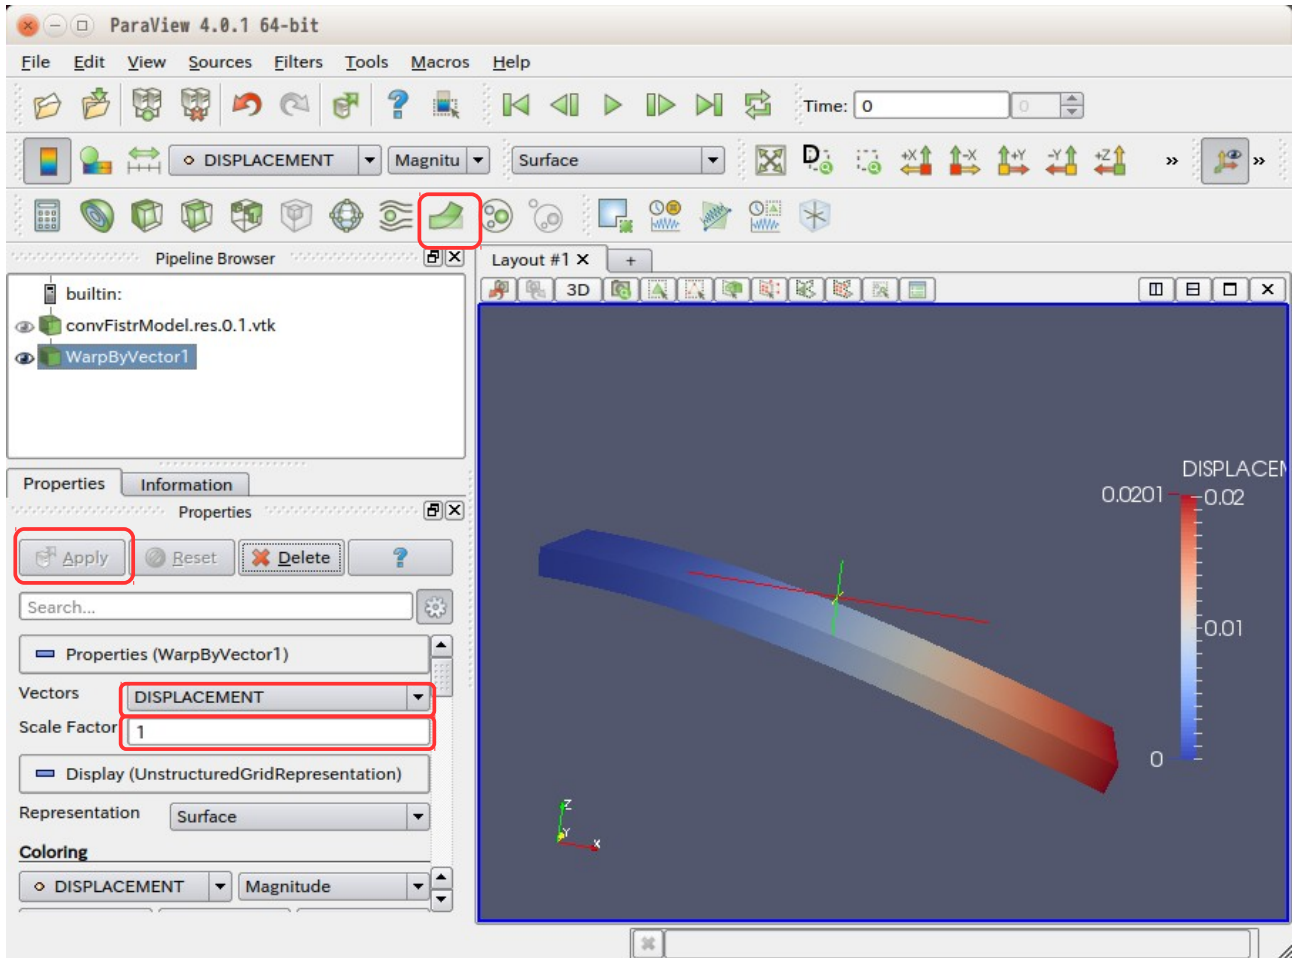 ParaView 4.0.1 64-bit
File Edit View Sources Filters Tools Macros Help
Time: 0 0
DISPLACEMENT Magnitu Surface D +X -X +Y -Y +Z » »
Pipeline Browser
Layout #1 +
builtin:
3D
convFistrModel.res.0.1.vtk
WarpByVector1
Properties Information
Properties
Apply Reset Delete ?
Search...
Properties (WarpByVector1)
Vectors DISPLACEMENT
Scale Factor 1
Display (UnstructuredGridRepresentation)
Representation Surface
Coloring
DISPLACEMENT Magnitude
DISPLACEM
0.0201 0.02
0.01
0
Z
Y
X